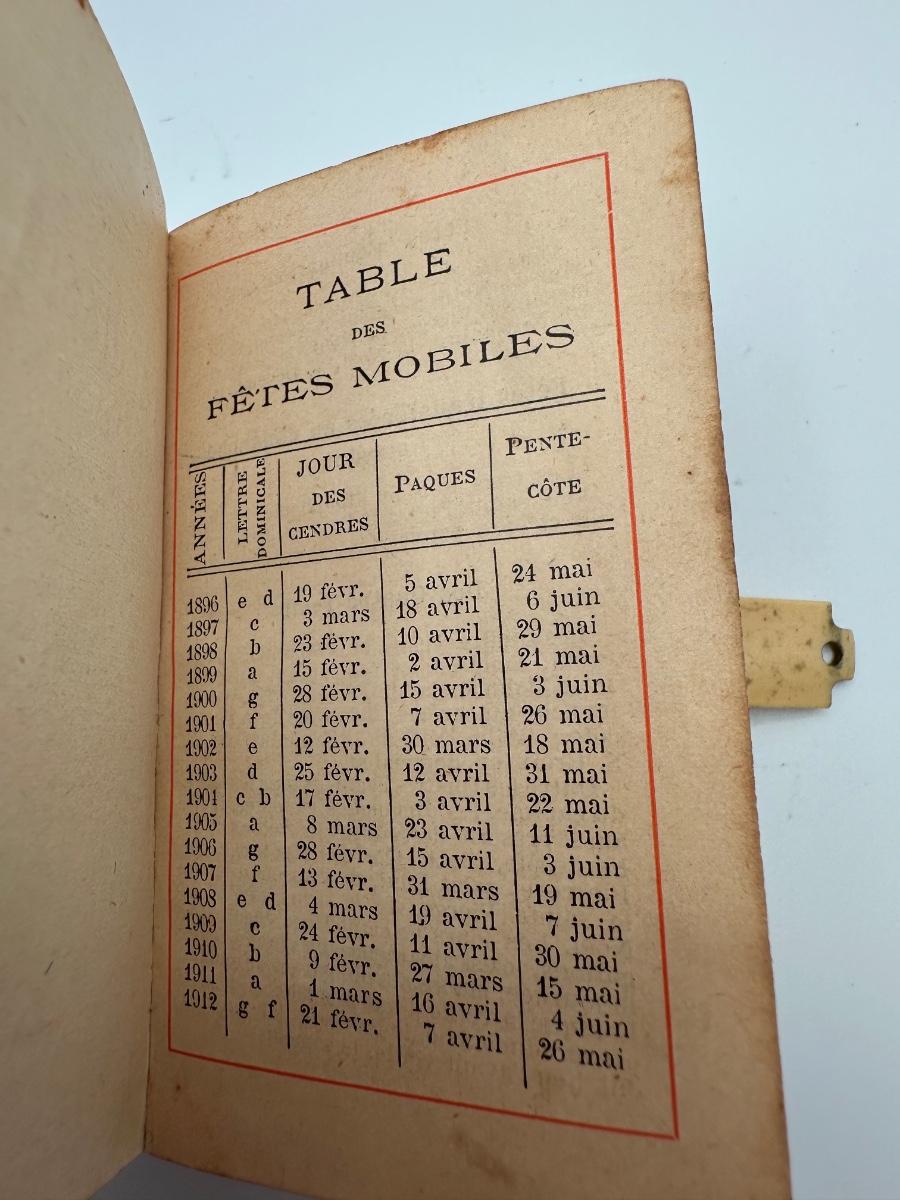 TABLE
DES
FÊTES MOBILES
ANNÉES LETTRE DOMINICALE JOUR DES CENDRES PAQUES PENTE-CÔTE
1896 e d 19 févr. 5 avril 24 mai
1897 c 3 mars 18 avril 6 juin
1898 b 23 févr. 10 avril 29 mai
1899 a 15 févr. 2 avril 21 mai
1900 g 28 févr. 15 avril 3 juin
1901 f 20 févr. 7 avril 26 mai
1902 e 12 févr. 30 mars 18 mai
1903 d 25 févr. 12 avril 31 mai
1904 c b 17 févr. 3 avril 22 mai
1905 a 8 mars 23 avril 11 juin
1906 g 28 févr. 15 avril 3 juin
1907 f 13 févr. 31 mars 19 mai
1908 e d 4 mars 19 avril 7 juin
1909 c 24 févr. 11 avril 30 mai
1910 b 9 févr. 27 mars 15 mai
1911 a 1 mars 16 avril 4 juin
1912 g f 21 févr. 7 avril 26 mai